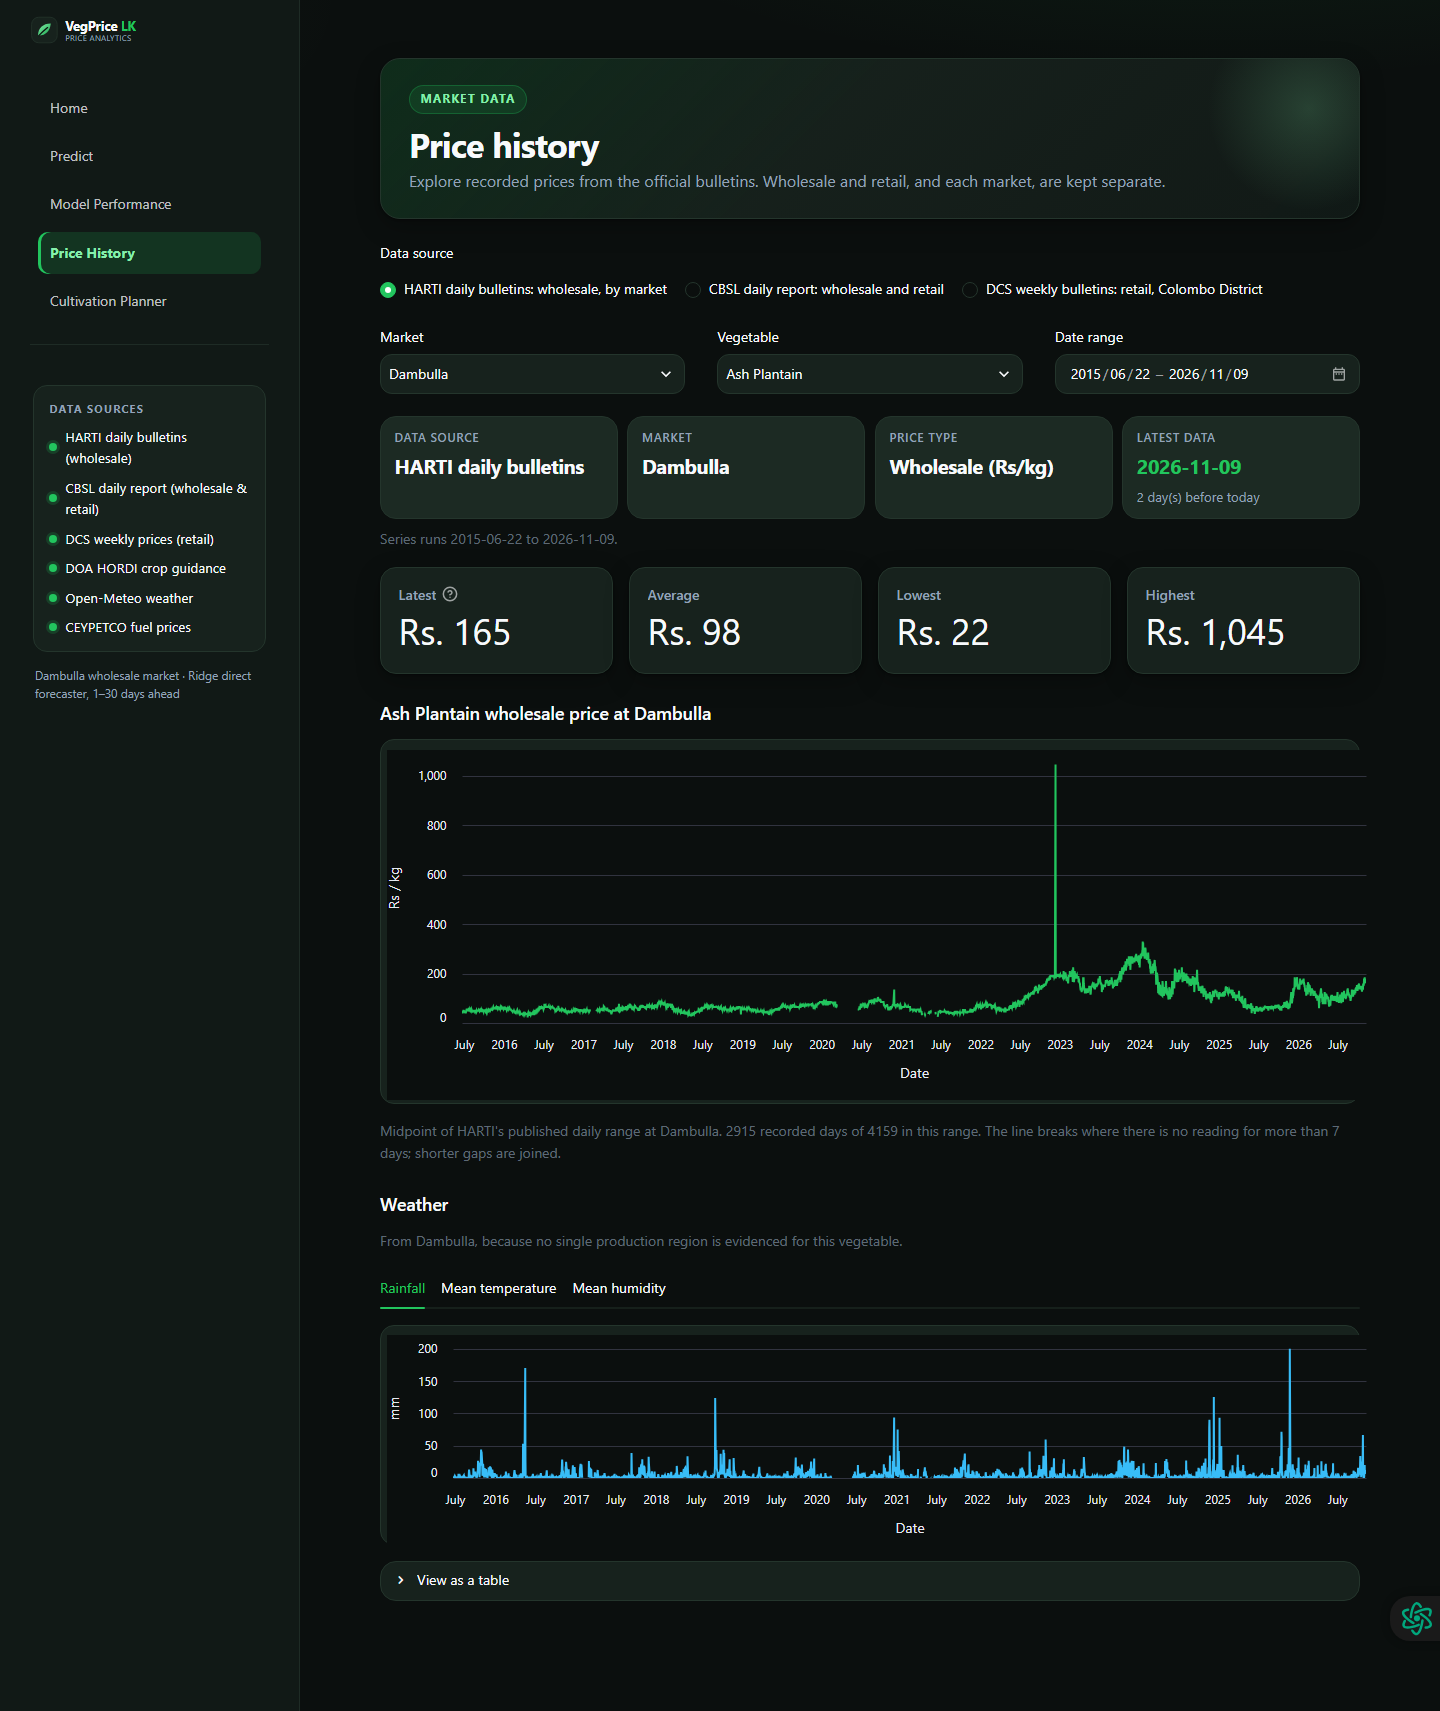 VegPrice LK
PRICE ANALYTICS
Home
Predict
Model Performance
Price History
Cultivation Planner
DATA SOURCES
HARTI daily bulletins
(wholesale)
CBSL daily report (wholesale &
retail)
DCS weekly prices (retail)
DOA HORDI crop guidance
Open-Meteo weather
CEYPETCO fuel prices
Dambulla wholesale market · Ridge direct
forecaster, 1–30 days ahead
MARKET DATA
Price history
Explore recorded prices from the official bulletins. Wholesale and retail, and each market, are kept separate.
Data source
HARTI daily bulletins: wholesale, by market
CBSL daily report: wholesale and retail
DCS weekly bulletins: retail, Colombo District
Market
Vegetable
Date range
Dambulla
Ash Plantain
2015/06/22 – 2026/11/09
DATA SOURCE
HARTI daily bulletins
MARKET
Dambulla
PRICE TYPE
Wholesale (Rs/kg)
LATEST DATA
2026-11-09
2 day(s) before today
Series runs 2015-06-22 to 2026-11-09.
Latest
Rs. 165
Average
Rs. 98
Lowest
Rs. 22
Highest
Rs. 1,045
Ash Plantain wholesale price at Dambulla
1,000
800
600
400
200
0
Rs / kg
July 2016 July 2017 July 2018 July 2019 July 2020 July 2021 July 2022 July 2023 July 2024 July 2025 July 2026 July
Date
Midpoint of HARTI's published daily range at Dambulla. 2915 recorded days of 4159 in this range. The line breaks where there is no reading for more than 7
days; shorter gaps are joined.
Weather
From Dambulla, because no single production region is evidenced for this vegetable.
Rainfall Mean temperature Mean humidity
200
150
100
50
0
mm
July 2016 July 2017 July 2018 July 2019 July 2020 July 2021 July 2022 July 2023 July 2024 July 2025 July 2026 July
Date
View as a table